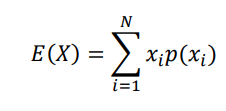 E(X) = ∑_{i=1}^{N} x_i p(x_i)